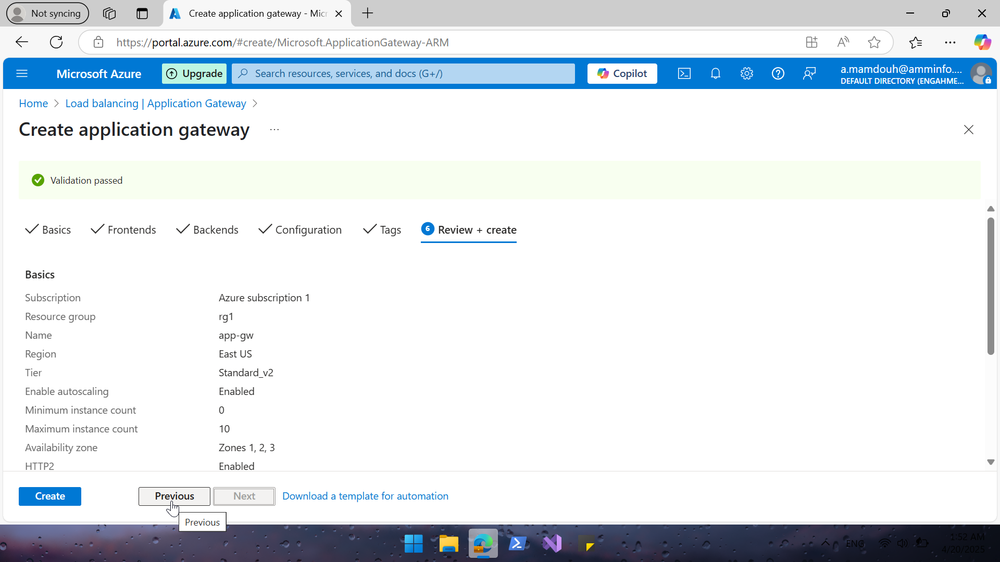 Not syncing
Create application gateway - Micr
https://portal.azure.com/#create/Microsoft.ApplicationGateway-ARM
Microsoft Azure
Upgrade
Search resources, services, and docs (G+/)
Copilot
a.mamdouh@amminfo....
DEFAULT DIRECTORY (ENGAHME...
Home > Load balancing | Application Gateway >
Create application gateway ...
Validation passed
Basics
Frontends
Backends
Configuration
Tags
6 Review + create
Basics
Subscription Azure subscription 1
Resource group rg1
Name app-gw
Region East US
Tier Standard_v2
Enable autoscaling Enabled
Minimum instance count 0
Maximum instance count 10
Availability zone Zones 1, 2, 3
HTTP2 Enabled
Create
Previous
Next
Download a template for automation
Previous
ENG
1:52 AM
4/20/2025